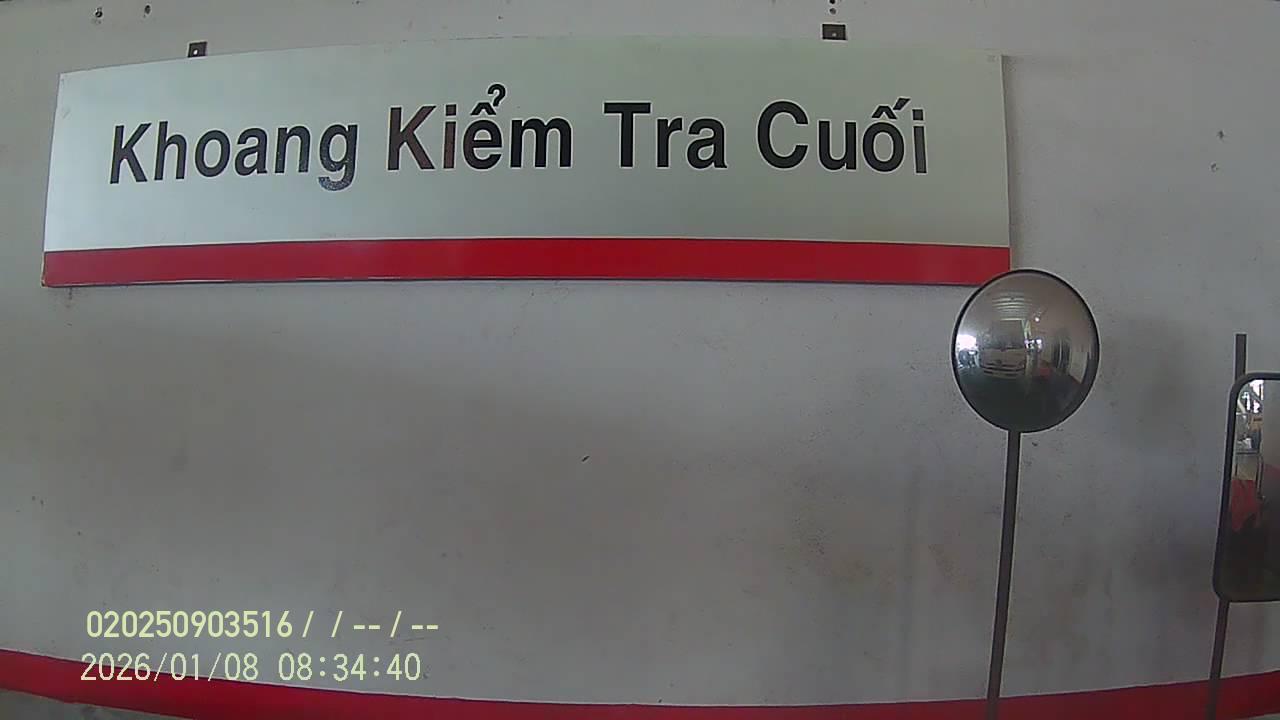 Khoang Kiểm Tra Cuối
020250903516 / / -- / --
2026/01/08 08:34:40